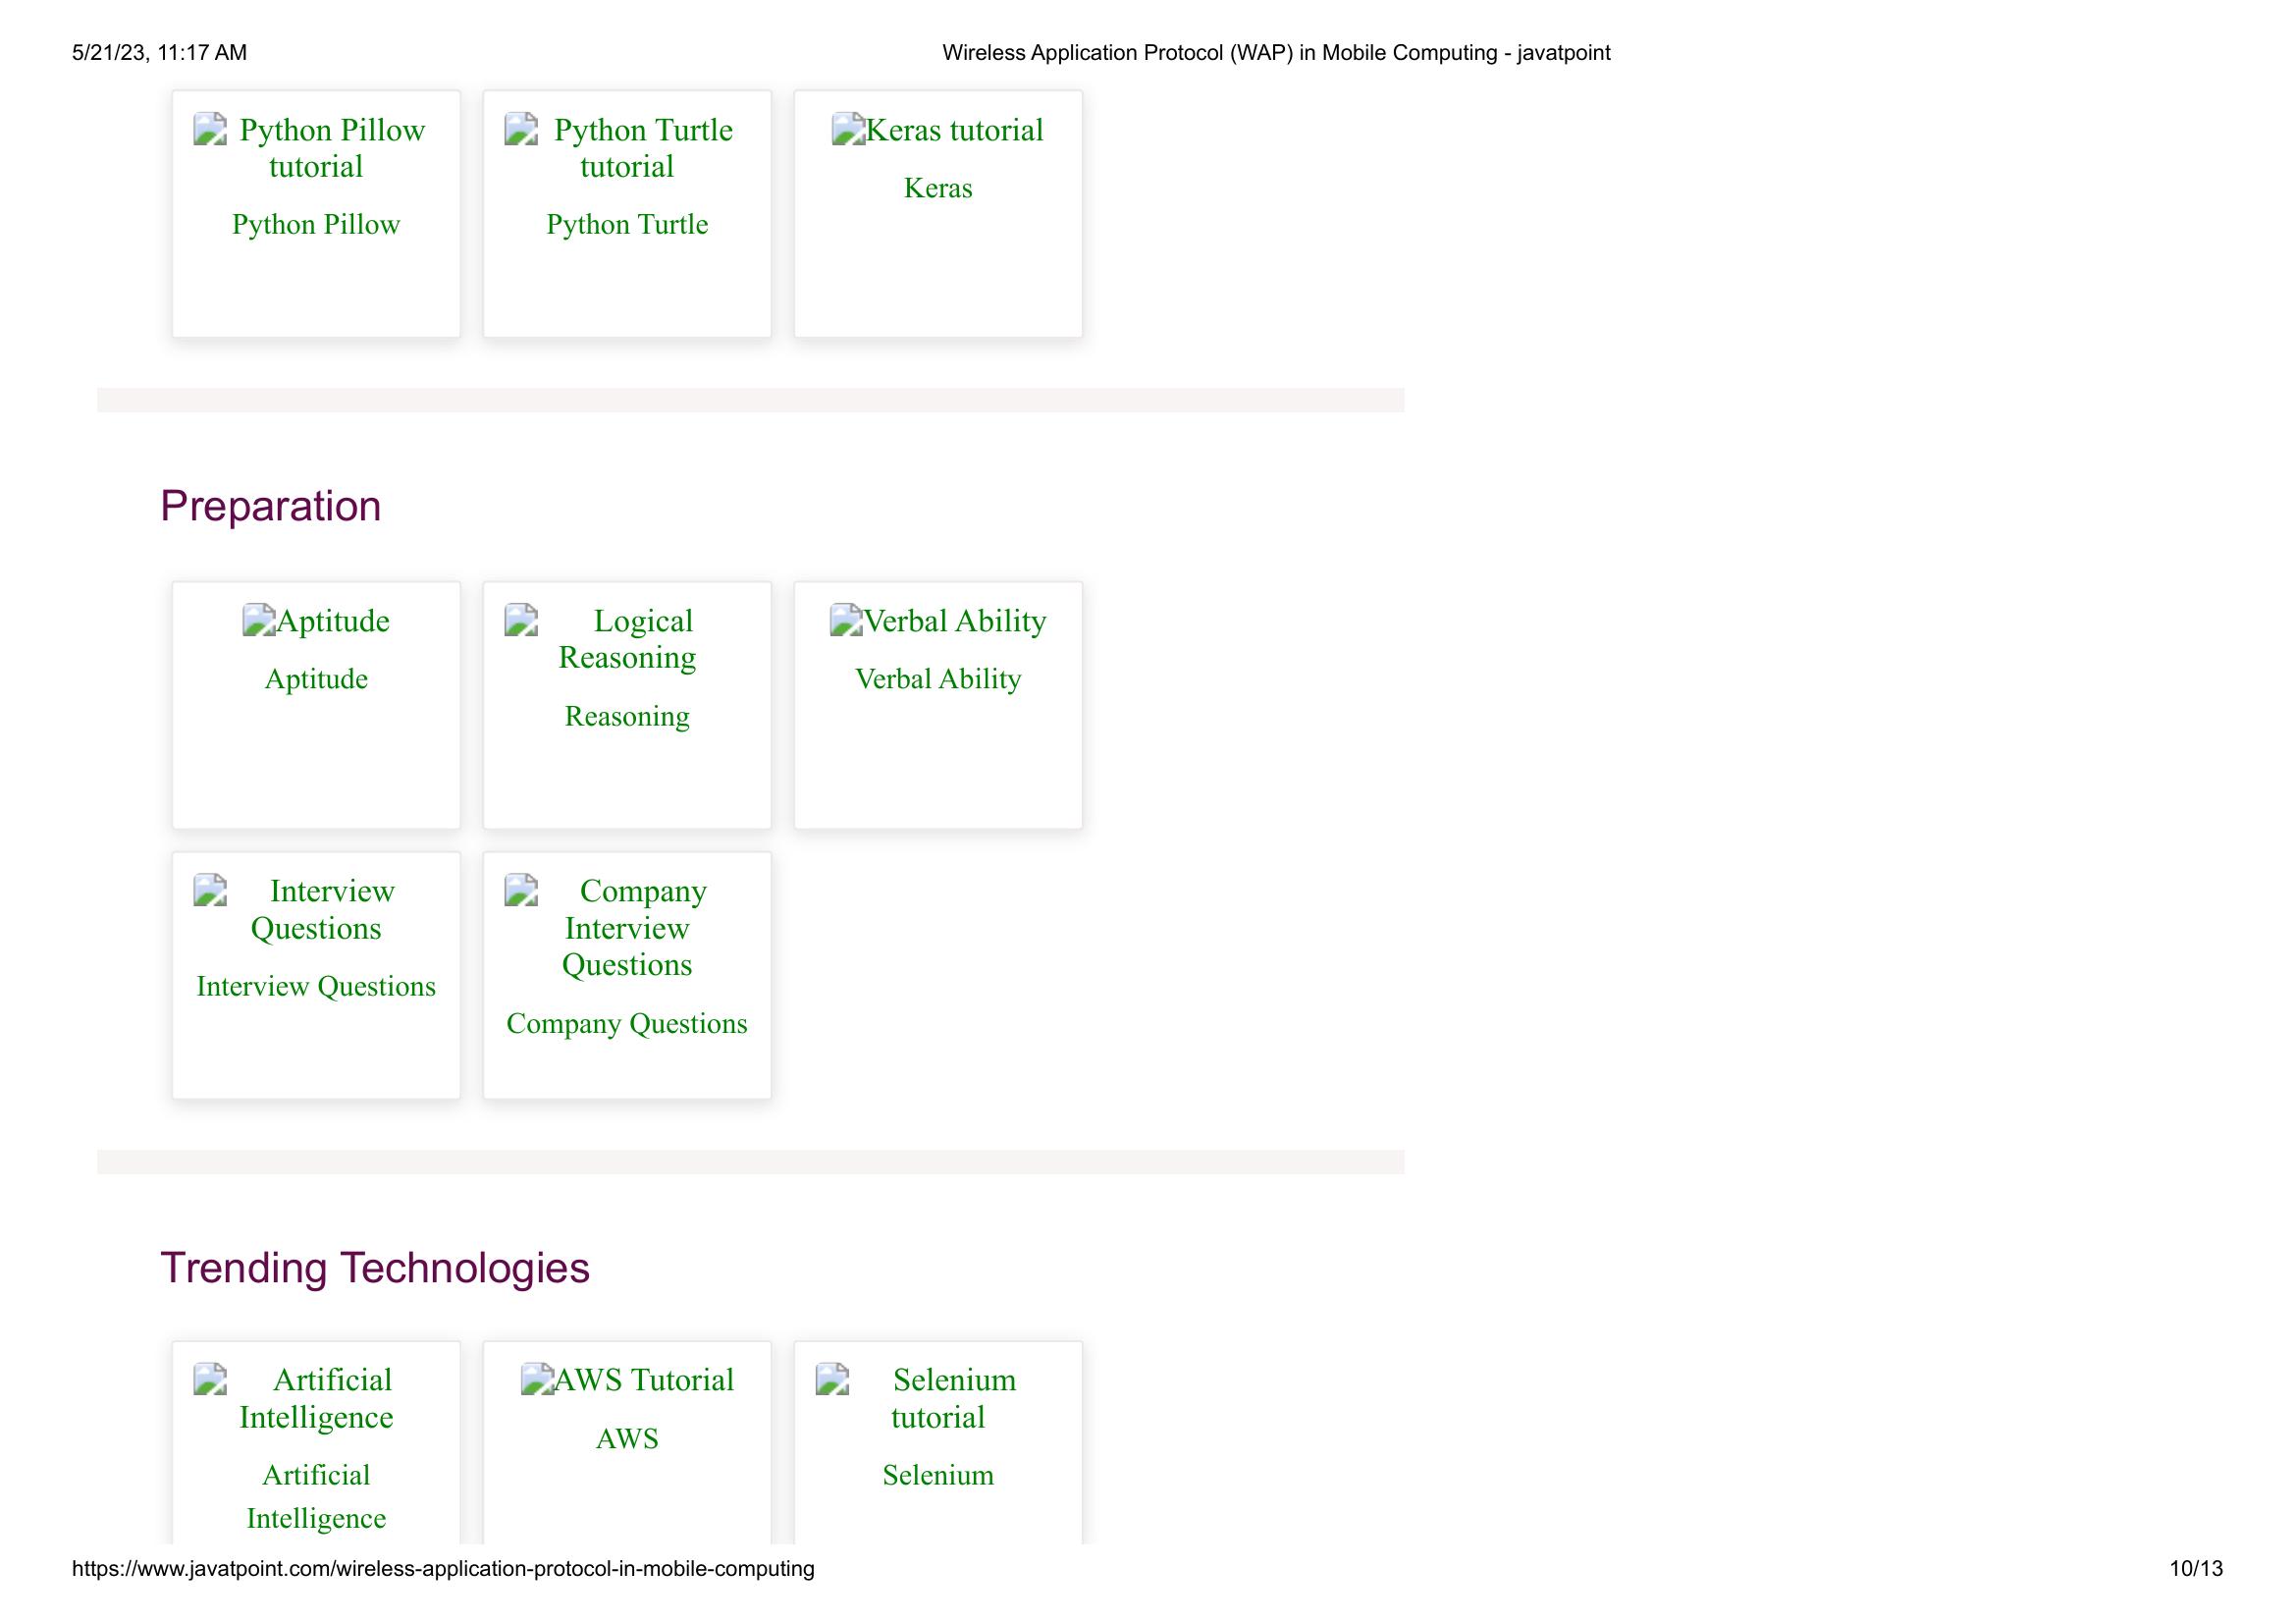 5/21/23, 11:17 AM
Wireless Application Protocol (WAP) in Mobile Computing - javatpoint
Python Pillow
tutorial
Python Pillow
Python Turtle
tutorial
Python Turtle
Keras tutorial
Keras
Preparation
Aptitude
Aptitude
Logical
Reasoning
Reasoning
Verbal Ability
Verbal Ability
Interview
Questions
Interview Questions
Company
Interview
Questions
Company Questions
Trending Technologies
Artificial
Intelligence
Artificial
Intelligence
AWS Tutorial
AWS
Selenium
tutorial
Selenium
https://www.javatpoint.com/wireless-application-protocol-in-mobile-computing
10/13